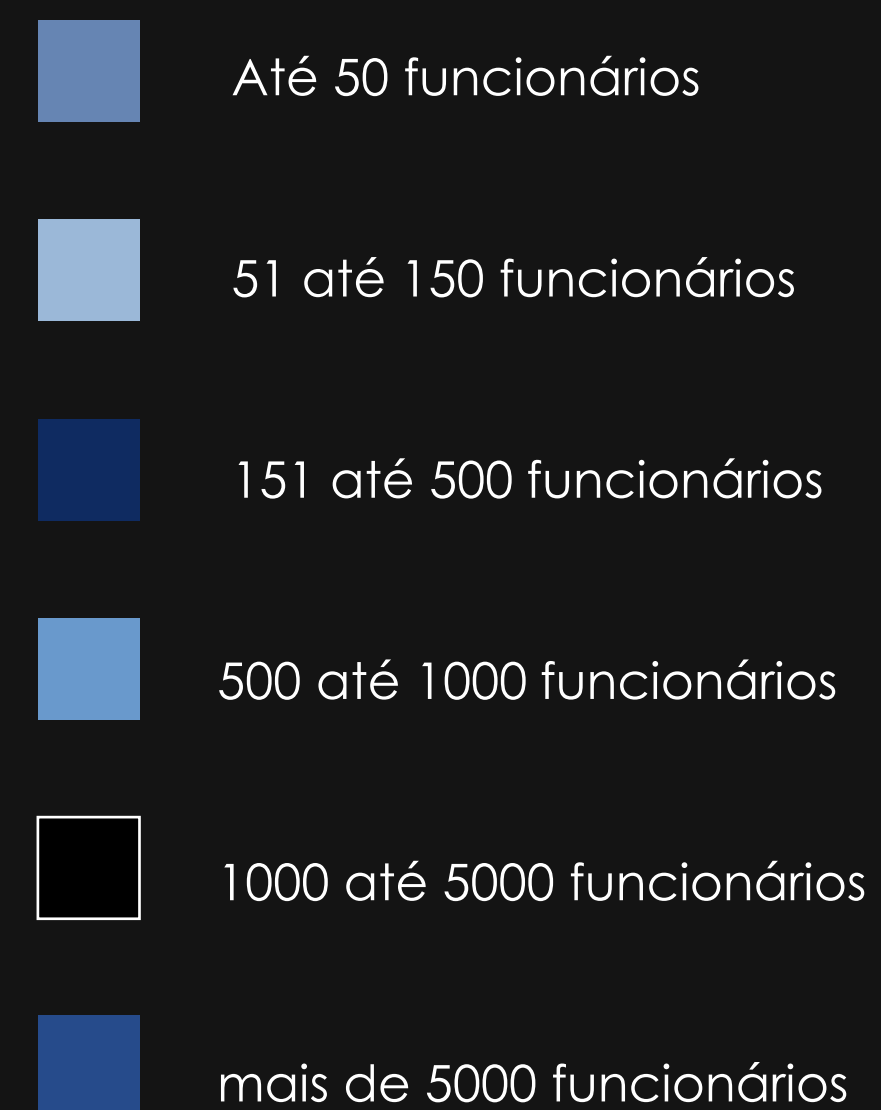 Até 50 funcionários
51 até 150 funcionários
151 até 500 funcionários
500 até 1000 funcionários
1000 até 5000 funcionários
mais de 5000 funcionários